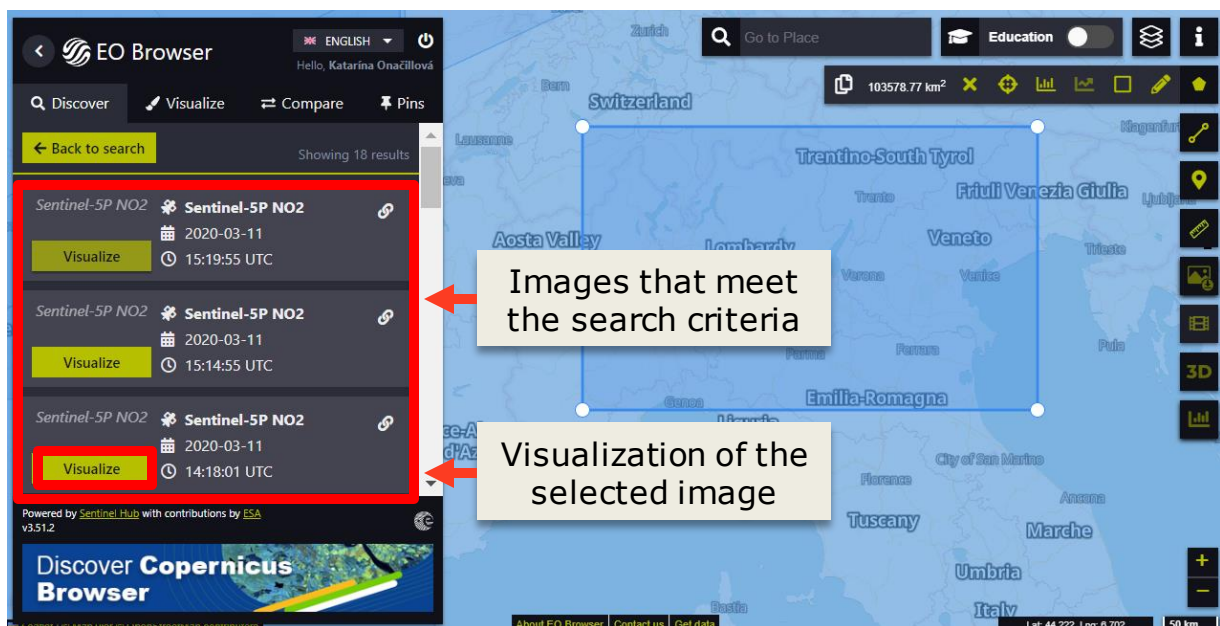 EO Browser
ENGLISH
Hello, Katarína Onačillová
Discover
Visualize
Compare
Pins
Back to search
Showing 18 results
Sentinel-5P NO2
Sentinel-5P NO2
2020-03-11
Visualize
15:19:55 UTC
Sentinel-5P NO2
Sentinel-5P NO2
2020-03-11
Visualize
15:14:55 UTC
Sentinel-5P NO2
Sentinel-5P NO2
2020-03-11
Visualize
14:18:01 UTC
Powered by Sentinel Hub with contributions by ESA
v3.51.2
Discover Copernicus
Browser
Go to Place
Education
103578.77 km²
3D
Images that meet
the search criteria
Visualization of the
selected image
Zurich
Bern
Switzerland
Lausanne
Trentino-South Tyrol
Trento
Friuli Venezia Giulia
Aosta Valley
Lombardy
Veneto
Trieste
Verona
Venice
Parma
Ferrara
Pula
Genoa
Emilia-Romagna
Liguria
City of San Marino
Florence
Ancona
Tuscany
Marche
Umbria
Bastia
Italy
+
−
About EO Browser
Contact us
Get data
Lat: 44.222, Lng: 6.702
50 km